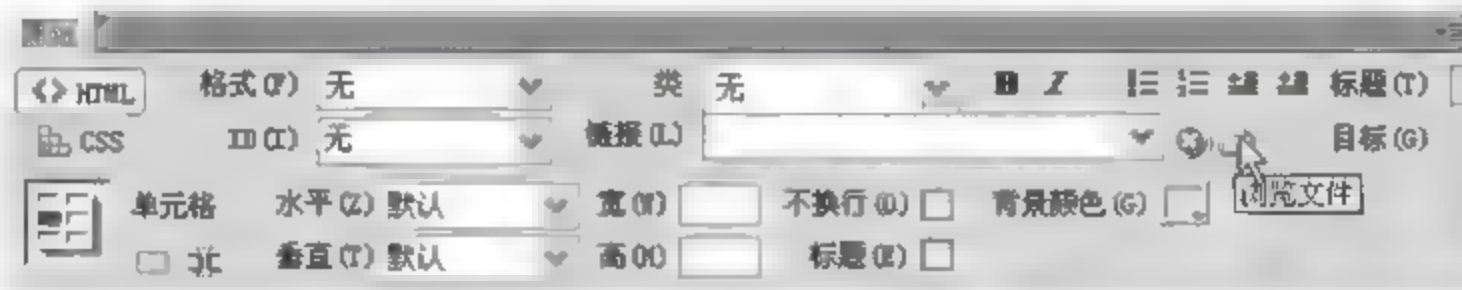 HTML 格式(F) 无 类 无 B I 标题(T)
CSS ID(I) 无 链接(L) 目标(G)
浏览文件
单元格 水平(Z) 默认 宽(W) 不换行(O) 背景颜色(G)
垂直(T) 默认 高(H) 标题(E)